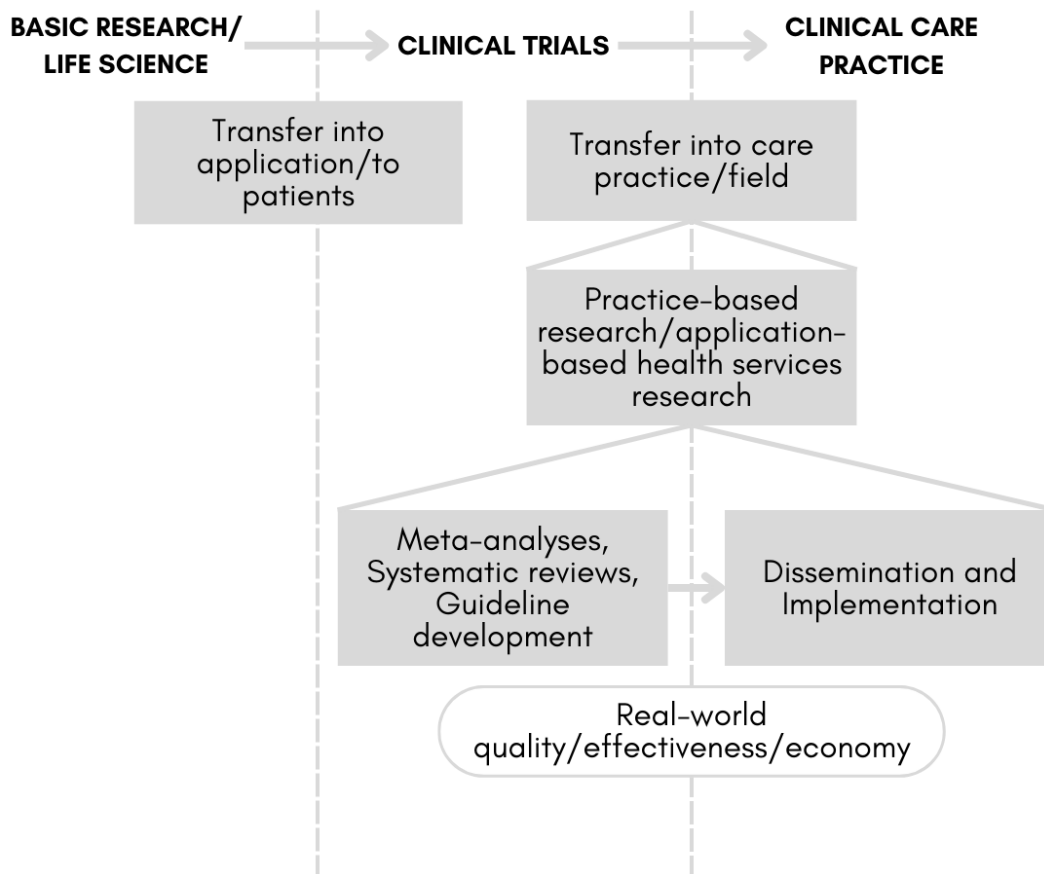 BASIC RESEARCH/
LIFE SCIENCE
CLINICAL TRIALS
CLINICAL CARE
PRACTICE
Transfer into
application/to
patients
Transfer into care
practice/field
Practice-based
research/application-
based health services
research
Meta-analyses,
Systematic reviews,
Guideline
development
Dissemination and
Implementation
Real-world
quality/effectiveness/economy